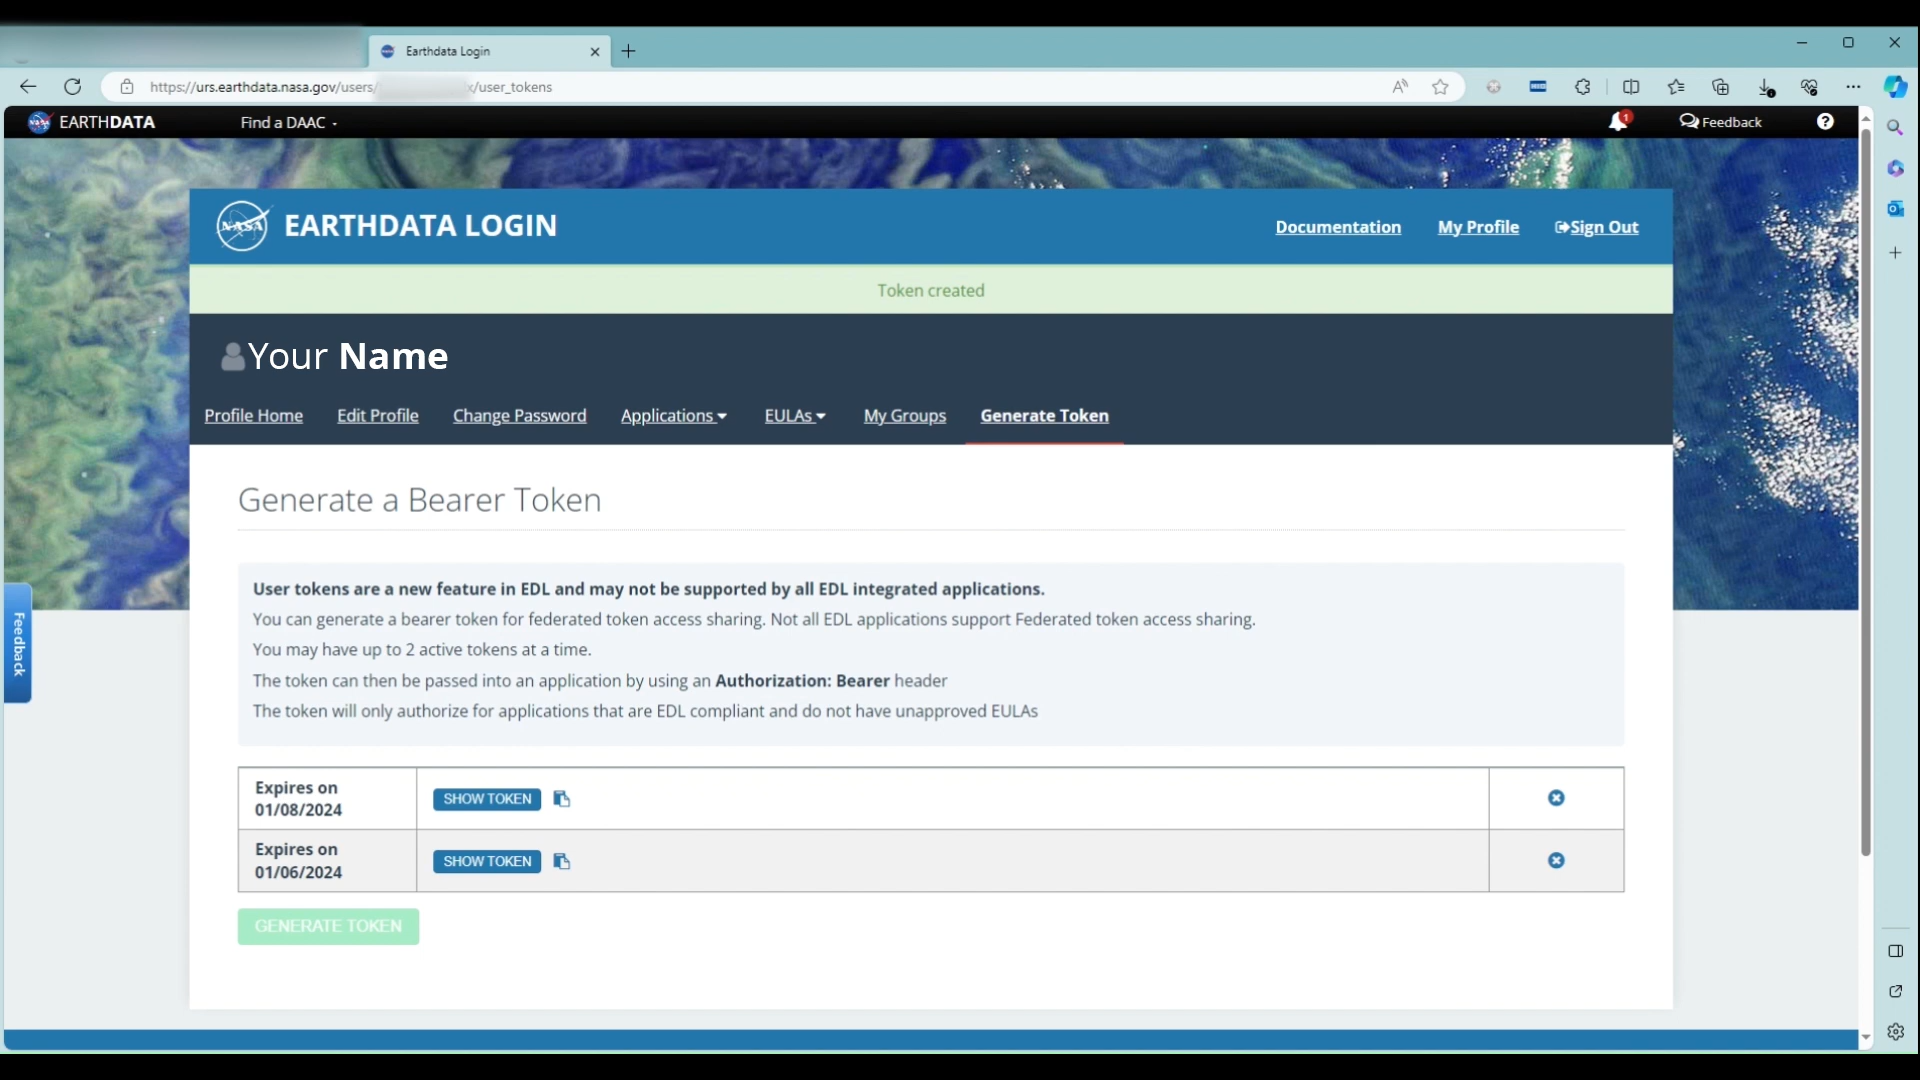 Earthdata Login
https://urs.earthdata.nasa.gov/users/
/user_tokens
EARTHDATA
Find a DAAC
1
Feedback
NASA
EARTHDATA LOGIN
Documentation
My Profile
Sign Out
Token created
Your Name
Profile Home
Edit Profile
Change Password
Applications
EULAs
My Groups
Generate Token
Generate a Bearer Token
User tokens are a new feature in EDL and may not be supported by all EDL integrated applications.
You can generate a bearer token for federated token access sharing. Not all EDL applications support Federated token access sharing.
You may have up to 2 active tokens at a time.
The token can then be passed into an application by using an Authorization: Bearer header
The token will only authorize for applications that are EDL compliant and do not have unapproved EULAs
Feedback
Expires on
01/08/2024
SHOW TOKEN
Expires on
01/06/2024
SHOW TOKEN
GENERATE TOKEN